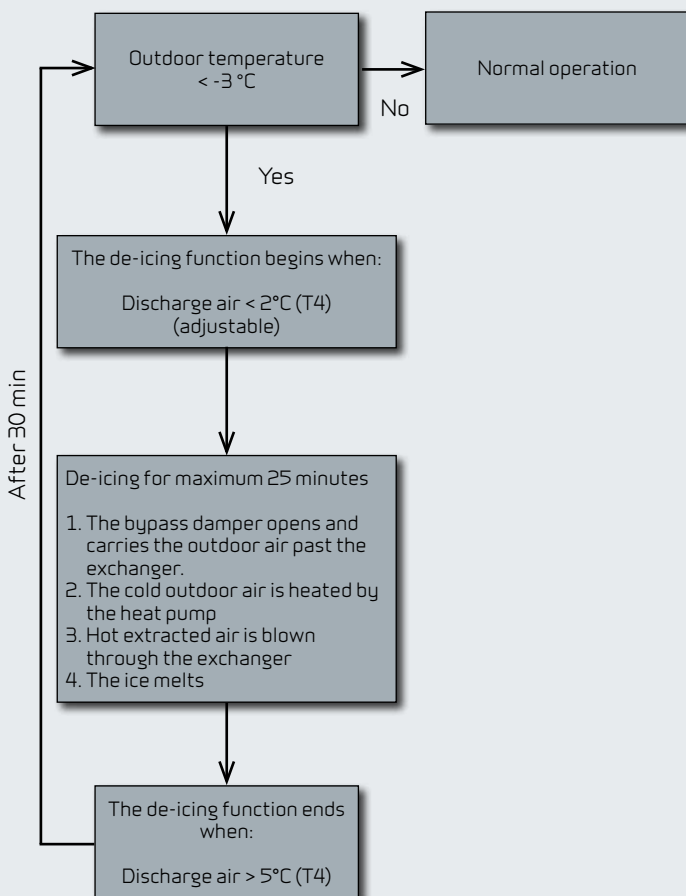 Outdoor temperature
< -3 °C
Normal operation
No
Yes
The de-icing function begins when:
Discharge air < 2°C (T4)
(adjustable)
After 30 min
De-icing for maximum 25 minutes
1. The bypass damper opens and
carries the outdoor air past the
exchanger.
2. The cold outdoor air is heated by
the heat pump
3. Hot extracted air is blown
through the exchanger
4. The ice melts
The de-icing function ends
when:
Discharge air > 5°C (T4)